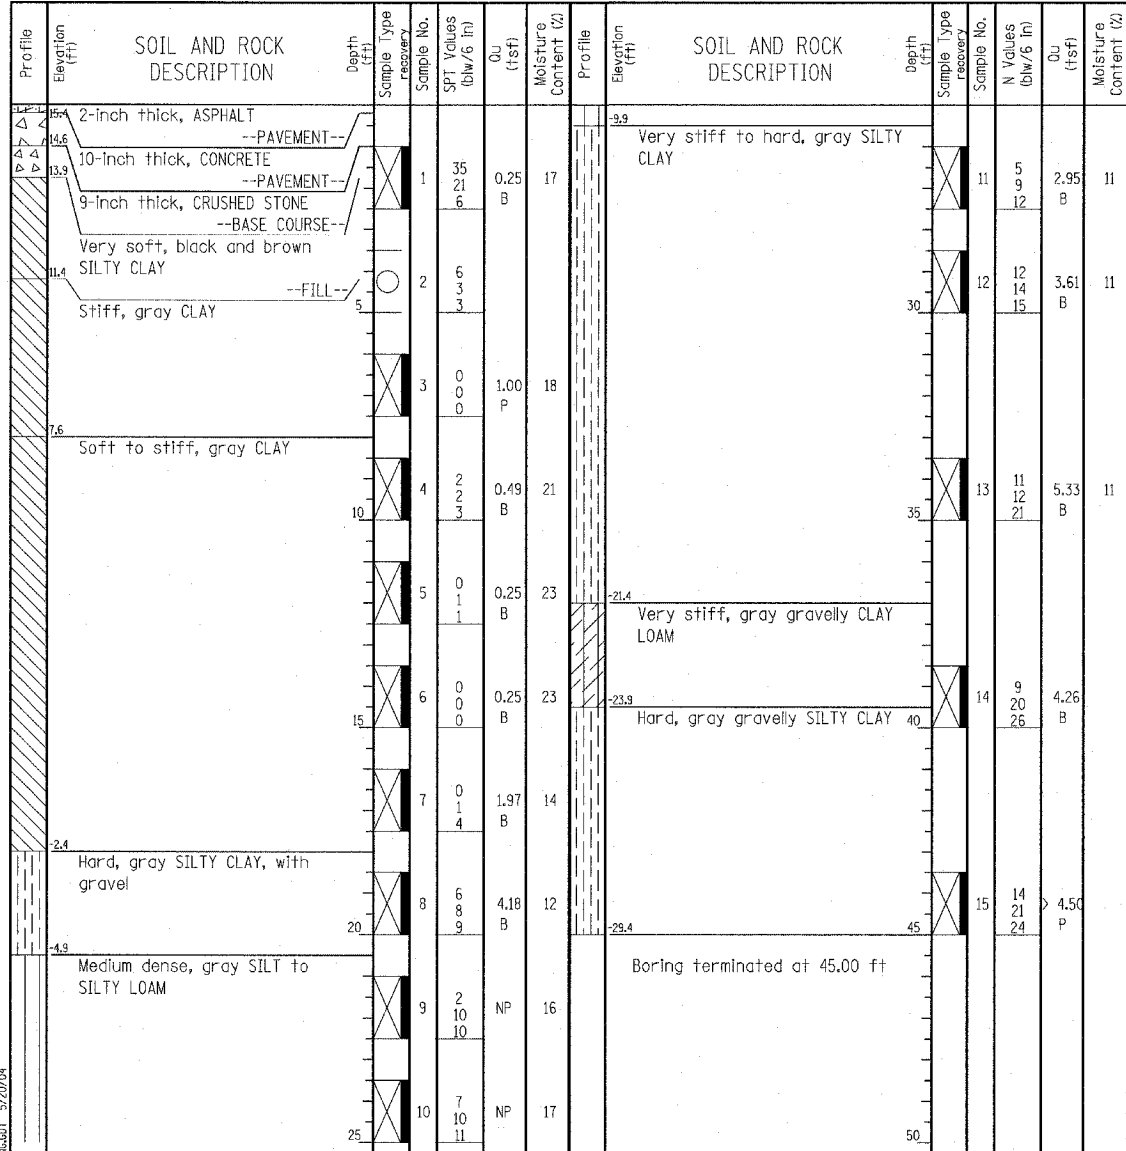 Profile
Elevation (ft)
SOIL AND ROCK
DESCRIPTION
Depth (ft)
Sample Type
recovery
Sample No.
SPT Values
(blw/6 in)
Qu
(tsf)
Moisture
Content (%)
15.4
2-inch thick, ASPHALT
--PAVEMENT--
14.6
10-inch thick, CONCRETE
--PAVEMENT--
13.9
9-inch thick, CRUSHED STONE
--BASE COURSE--
Very soft, black and brown
SILTY CLAY
--FILL--
1
35
21
6
0.25
B
17
11.4
Stiff, gray CLAY
2
6
3
3
5
3
0
0
0
1.00
P
18
7.6
Soft to stiff, gray CLAY
4
2
2
3
0.49
B
21
10
5
0
1
1
0.25
B
23
6
0
0
0
0.25
B
23
15
7
0
1
4
1.97
B
14
-2.4
Hard, gray SILTY CLAY, with
gravel
8
6
8
9
4.18
B
12
20
-4.9
Medium dense, gray SILT to
SILTY LOAM
9
2
10
10
NP
16
10
7
10
11
NP
17
25
5/20/04
Profile
Elevation (ft)
SOIL AND ROCK
DESCRIPTION
Depth (ft)
Sample Type
recovery
Sample No.
N Values
(blw/6 in)
Qu
(tsf)
Moisture
Content (%)
-9.9
Very stiff to hard, gray SILTY
CLAY
11
5
9
12
2.95
B
11
12
12
14
15
3.61
B
11
30
13
11
12
21
5.33
B
11
35
-21.4
Very stiff, gray gravelly CLAY
LOAM
14
9
20
26
4.26
B
-23.9
Hard, gray gravelly SILTY CLAY
40
15
14
21
24
> 4.50
P
-29.4
45
Boring terminated at 45.00 ft
50